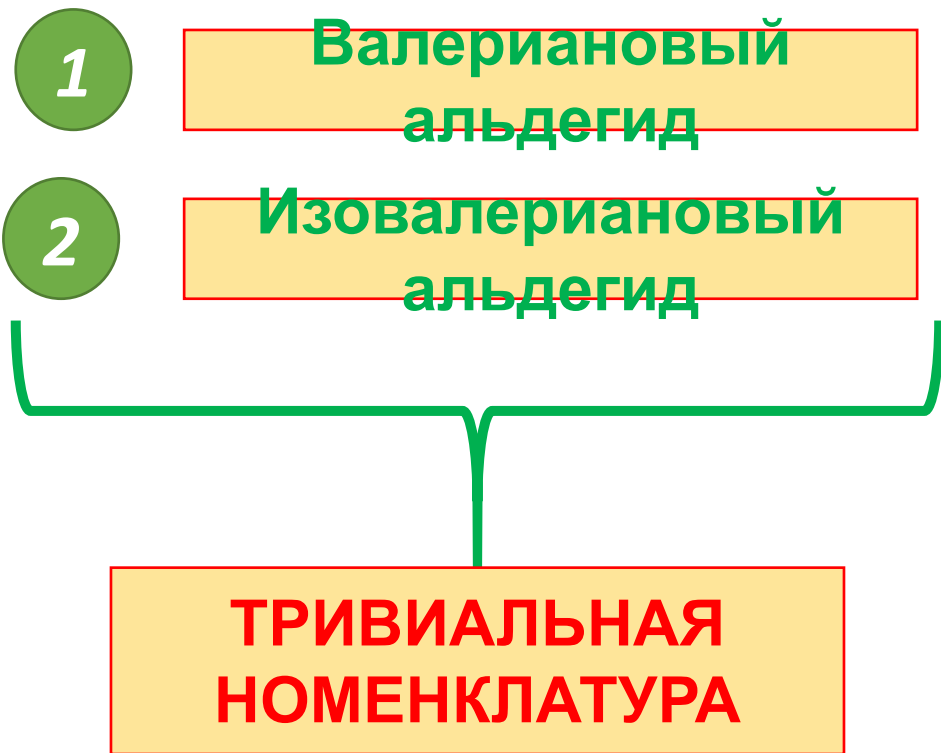 1
Валериановый
альдегид
2
Изовалериановый
альдегид
ТРИВИАЛЬНАЯ
НОМЕНКЛАТУРА